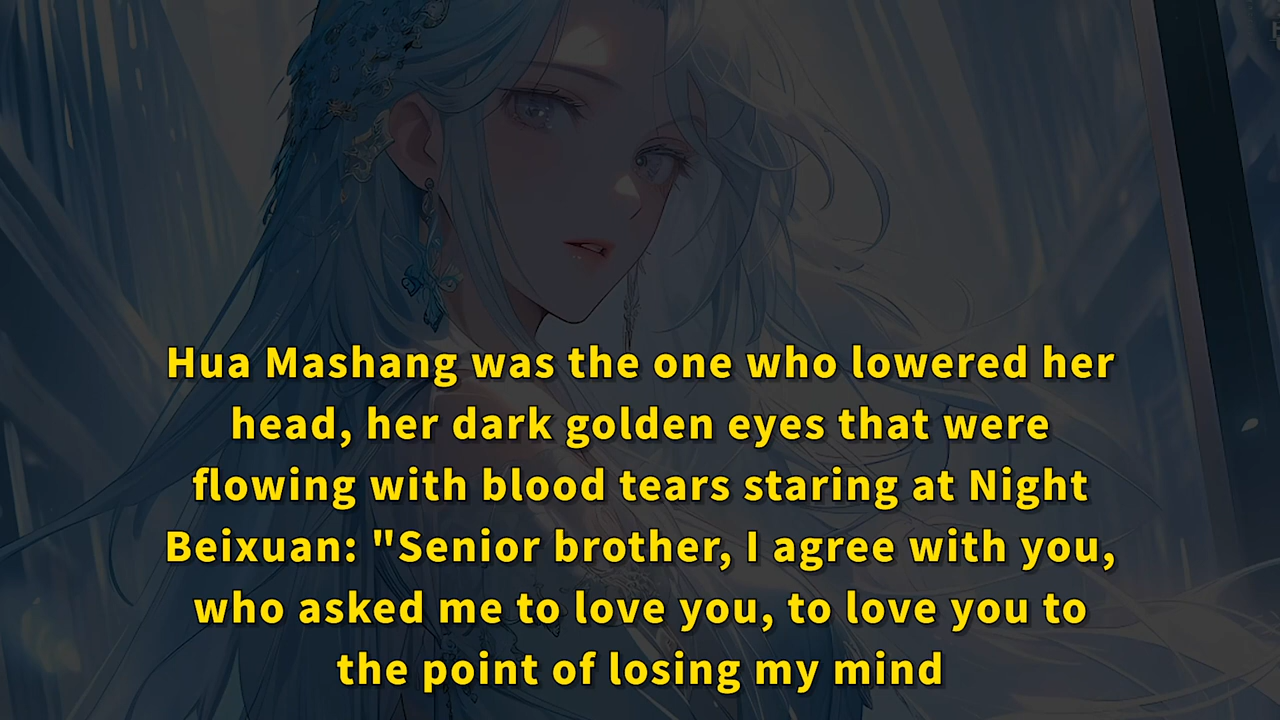 Hua Mashang was the one who lowered her
head, her dark golden eyes that were
flowing with blood tears staring at Night
Beixuan: "Senior brother, I agree with you,
who asked me to love you, to love you to
the point of losing my mind